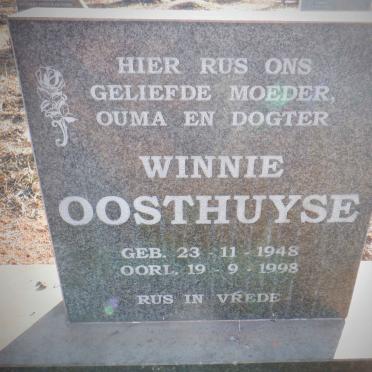 HIER RUS ONS
GELIEFDE MOEDER,
OUMA EN DOGTER
WINNIE
OOSTHUYSE
GEB. 23 - 11 - 1948
OORL. 19 - 9 - 1998
RUS IN VREDE